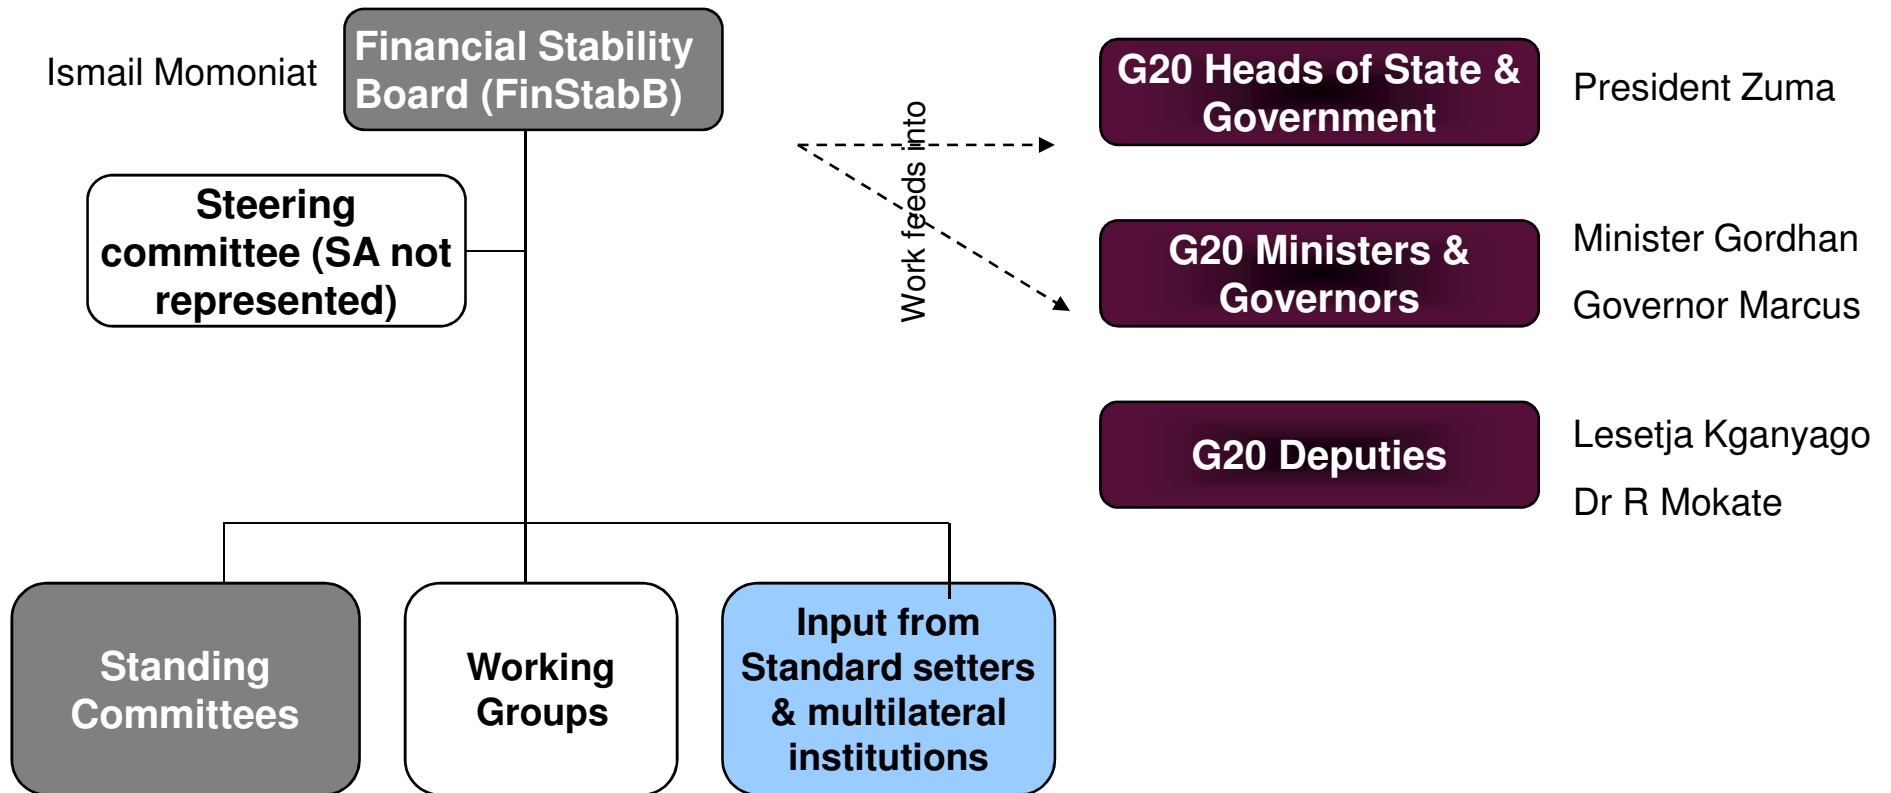 Ismail Momoniat
Financial Stability
Board (FinStabB)
Steering
committee (SA not
represented)
Work feeds into
G20 Heads of State &
Government
President Zuma
G20 Ministers &
Governors
Minister Gordhan
Governor Marcus
G20 Deputies
Lesetja Kganyago
Dr R Mokate
Standing
Committees
Working
Groups
Input from
Standard setters
& multilateral
institutions